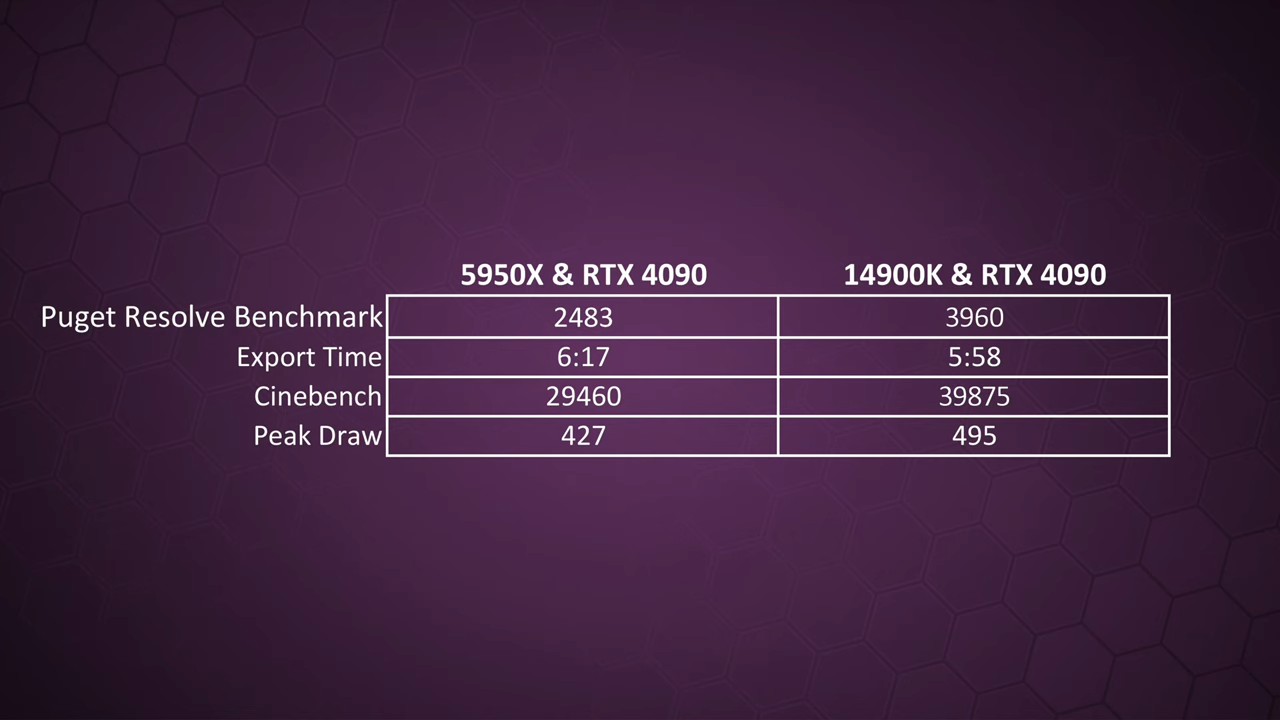 5950X & RTX 4090 14900K & RTX 4090
Puget Resolve Benchmark 2483 3960
Export Time 6:17 5:58
Cinebench 29460 39875
Peak Draw 427 495